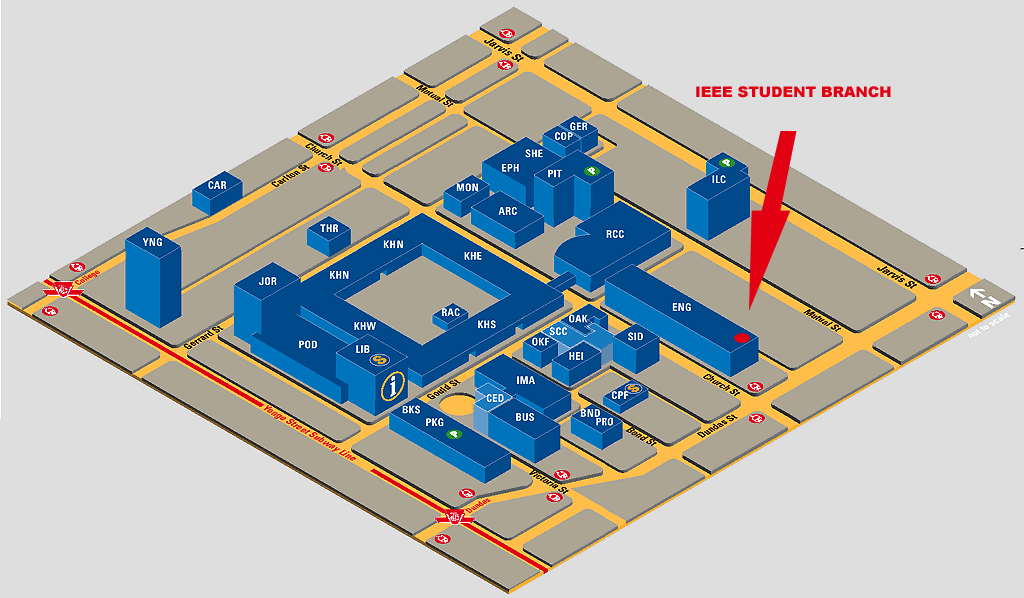 Jarvis St
IEEE STUDENT BRANCH
Mutual St
GER
COP
Church St
SHE
P
EPH
PIT
P
ILC
Carlton St
CAR
MON
ARC
THR
RCC
YNG
KHN
KHE
College
KHN
JOR
Jarvis St
N
not to scale
RAC
ENG
Mutual St
Gerrard St
KHW
KHS
OAK
SCC
SID
POD
LIB
S
OKF
HEI
i
Gould St
IMA
Church St
CPF
S
CED
Yonge Street Subway Line
BKS
PKG
BUS
BND
PRO
Dundas St
P
Bond St
Victoria St
Dundas